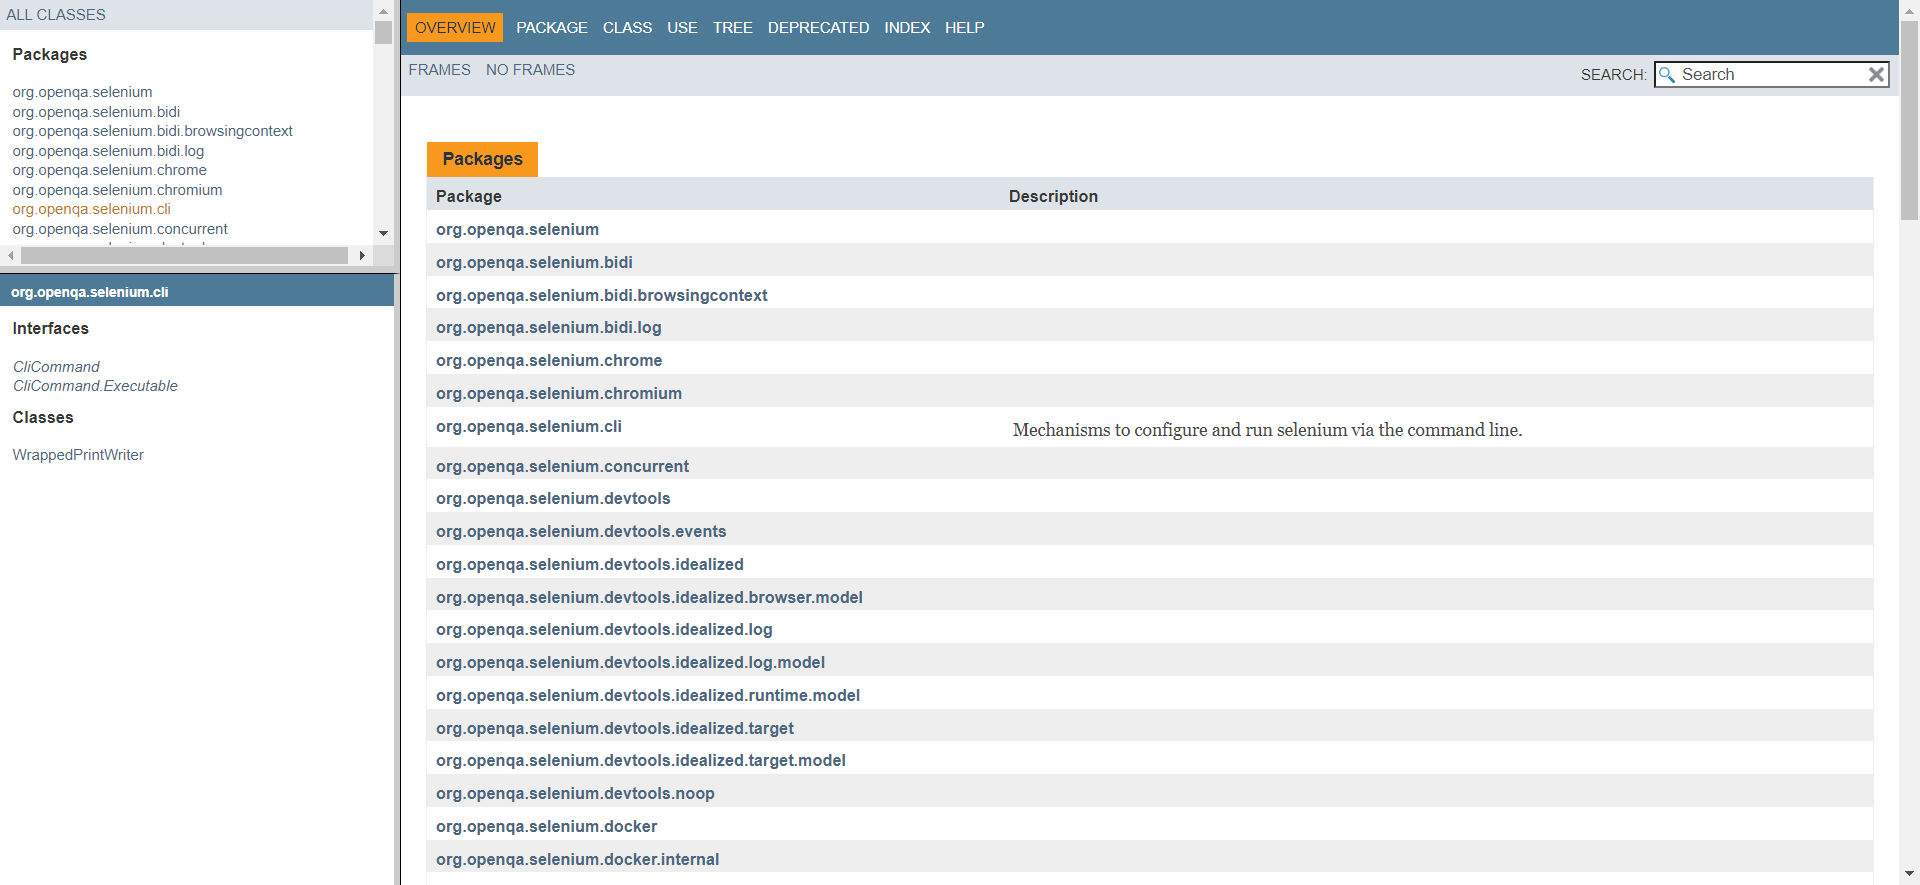 ALL CLASSES
Packages
org.openqa.selenium
org.openqa.selenium.bidi
org.openqa.selenium.bidi.browsingcontext
org.openqa.selenium.bidi.log
org.openqa.selenium.chrome
org.openqa.selenium.chromium
org.openqa.selenium.cli
org.openqa.selenium.concurrent
org.openqa.selenium.cli
Interfaces
CliCommand
CliCommand.Executable
Classes
WrappedPrintWriter
OVERVIEW PACKAGE CLASS USE TREE DEPRECATED INDEX HELP
FRAMES NO FRAMES
SEARCH: Search
Packages
Package Description
org.openqa.selenium
org.openqa.selenium.bidi
org.openqa.selenium.bidi.browsingcontext
org.openqa.selenium.bidi.log
org.openqa.selenium.chrome
org.openqa.selenium.chromium
org.openqa.selenium.cli Mechanisms to configure and run selenium via the command line.
org.openqa.selenium.concurrent
org.openqa.selenium.devtools
org.openqa.selenium.devtools.events
org.openqa.selenium.devtools.idealized
org.openqa.selenium.devtools.idealized.browser.model
org.openqa.selenium.devtools.idealized.log
org.openqa.selenium.devtools.idealized.log.model
org.openqa.selenium.devtools.idealized.runtime.model
org.openqa.selenium.devtools.idealized.target
org.openqa.selenium.devtools.idealized.target.model
org.openqa.selenium.devtools.noop
org.openqa.selenium.docker
org.openqa.selenium.docker.internal